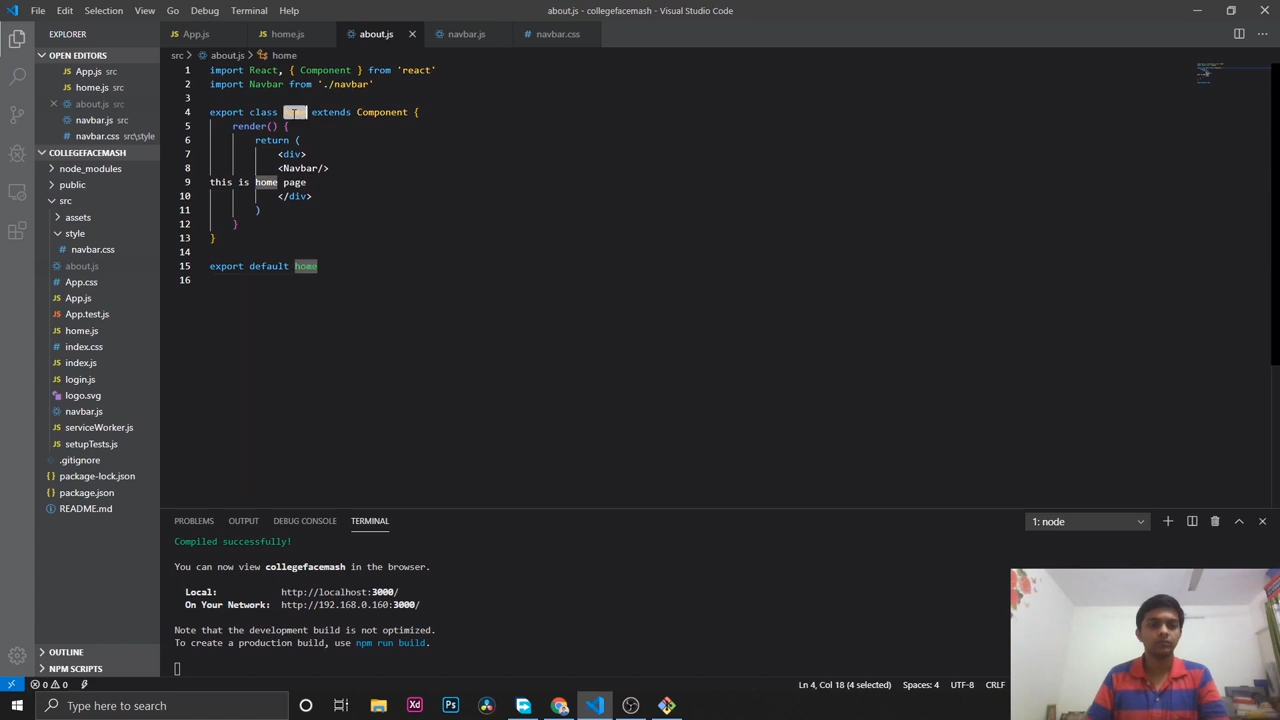 File Edit Selection View Go Debug Terminal Help
about.js - collegefacemash - Visual Studio Code
EXPLORER
OPEN EDITORS
App.js src
home.js src
about.js src
navbar.js src
navbar.css src\style
COLLEGEFACEMASH
node_modules
public
src
assets
style
navbar.css
about.js
App.css
App.js
App.test.js
home.js
index.css
index.js
login.js
logo.svg
navbar.js
serviceWorker.js
setupTests.js
.gitignore
package-lock.json
package.json
README.md
OUTLINE
NPM SCRIPTS
App.js home.js about.js navbar.js navbar.css
src > about.js > home
1 import React, { Component } from 'react'
2 import Navbar from './navbar'
3
4 export class extends Component {
5 render() {
6 return (
7 <div>
8 <Navbar/>
9 this is home page
10 </div>
11 )
12 }
13 }
14
15 export default home
16
PROBLEMS OUTPUT DEBUG CONSOLE TERMINAL
1: node
Compiled successfully!
You can now view collegefacemash in the browser.
Local: http://localhost:3000/
On Your Network: http://192.168.0.160:3000/
Note that the development build is not optimized.
To create a production build, use npm run build.
0 0
Ln 4, Col 18 (4 selected) Spaces: 4 UTF-8 CRLF
Type here to search
Xd Ps